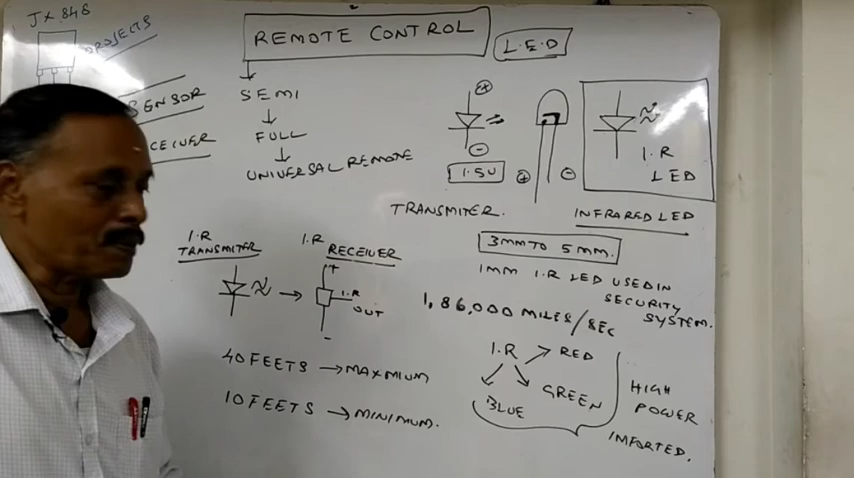 JX 848
PROJECTS
SENSOR
REMOTE CONTROL
L.E.D
SEMI
FULL
UNIVERSAL REMOTE
+
-
1.5V
+
-
TRANSMITER.
I.R
LED
INFRARED LED
I.R
TRANSMITER
I.R
RECEIVER
+
I.R
OUT
-
40 FEETS → MAXMIUM
10 FEETS → MINIMUM.
3MM TO 5MM.
1MM I.R LED USED IN
SECURITY
SYSTEM.
1,86,000 MILES/SEC
I.R
RED
GREEN
BLUE
HIGH
POWER
IMPORTED.